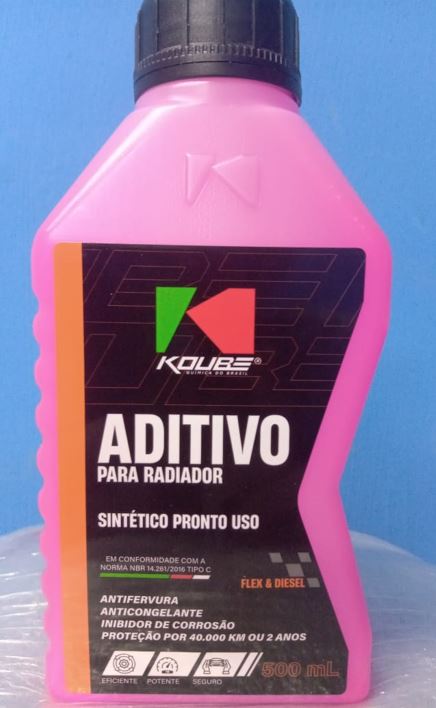 KOUBE®
QUÍMICA DO BRASIL
ADITIVO
PARA RADIADOR
SINTÉTICO PRONTO USO
EM CONFORMIDADE COM A
NORMA NBR 14.261/2016 TIPO C
FLEX & DIESEL
ANTIFERVURA
ANTICONGELANTE
INIBIDOR DE CORROSÃO
PROTEÇÃO POR 40.000 KM OU 2 ANOS
EFICIENTE POTENTE SEGURO
500 mL